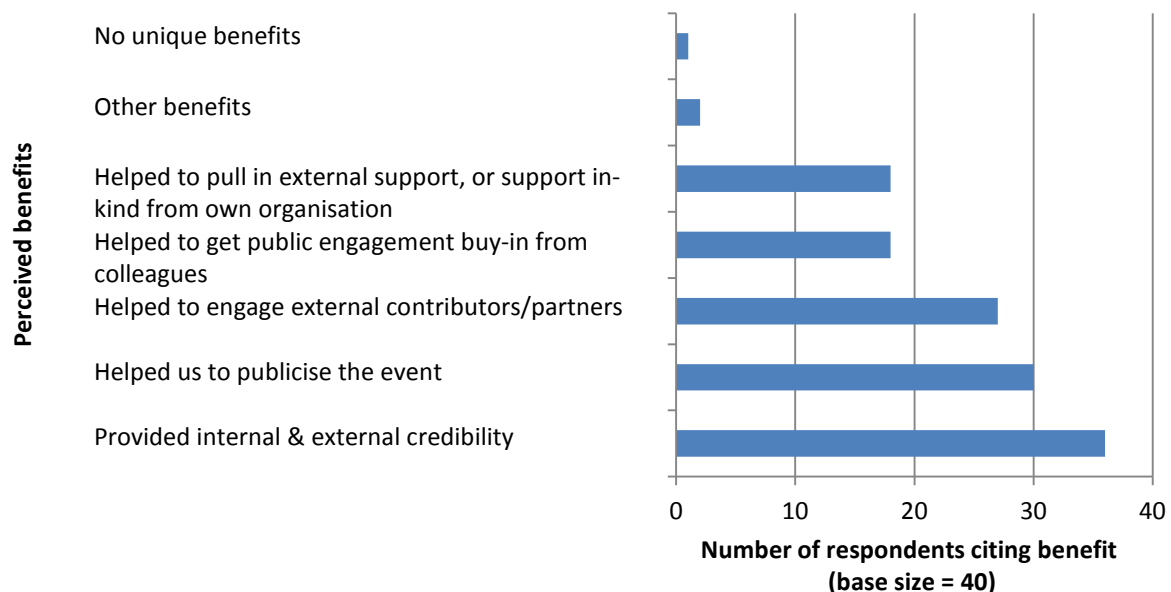 Perceived benefits
No unique benefits
Other benefits
Helped to pull in external support, or support in-
kind from own organisation
Helped to get public engagement buy-in from
colleagues
Helped to engage external contributors/partners
Helped us to publicise the event
Provided internal & external credibility
0 10 20 30 40
Number of respondents citing benefit
(base size = 40)